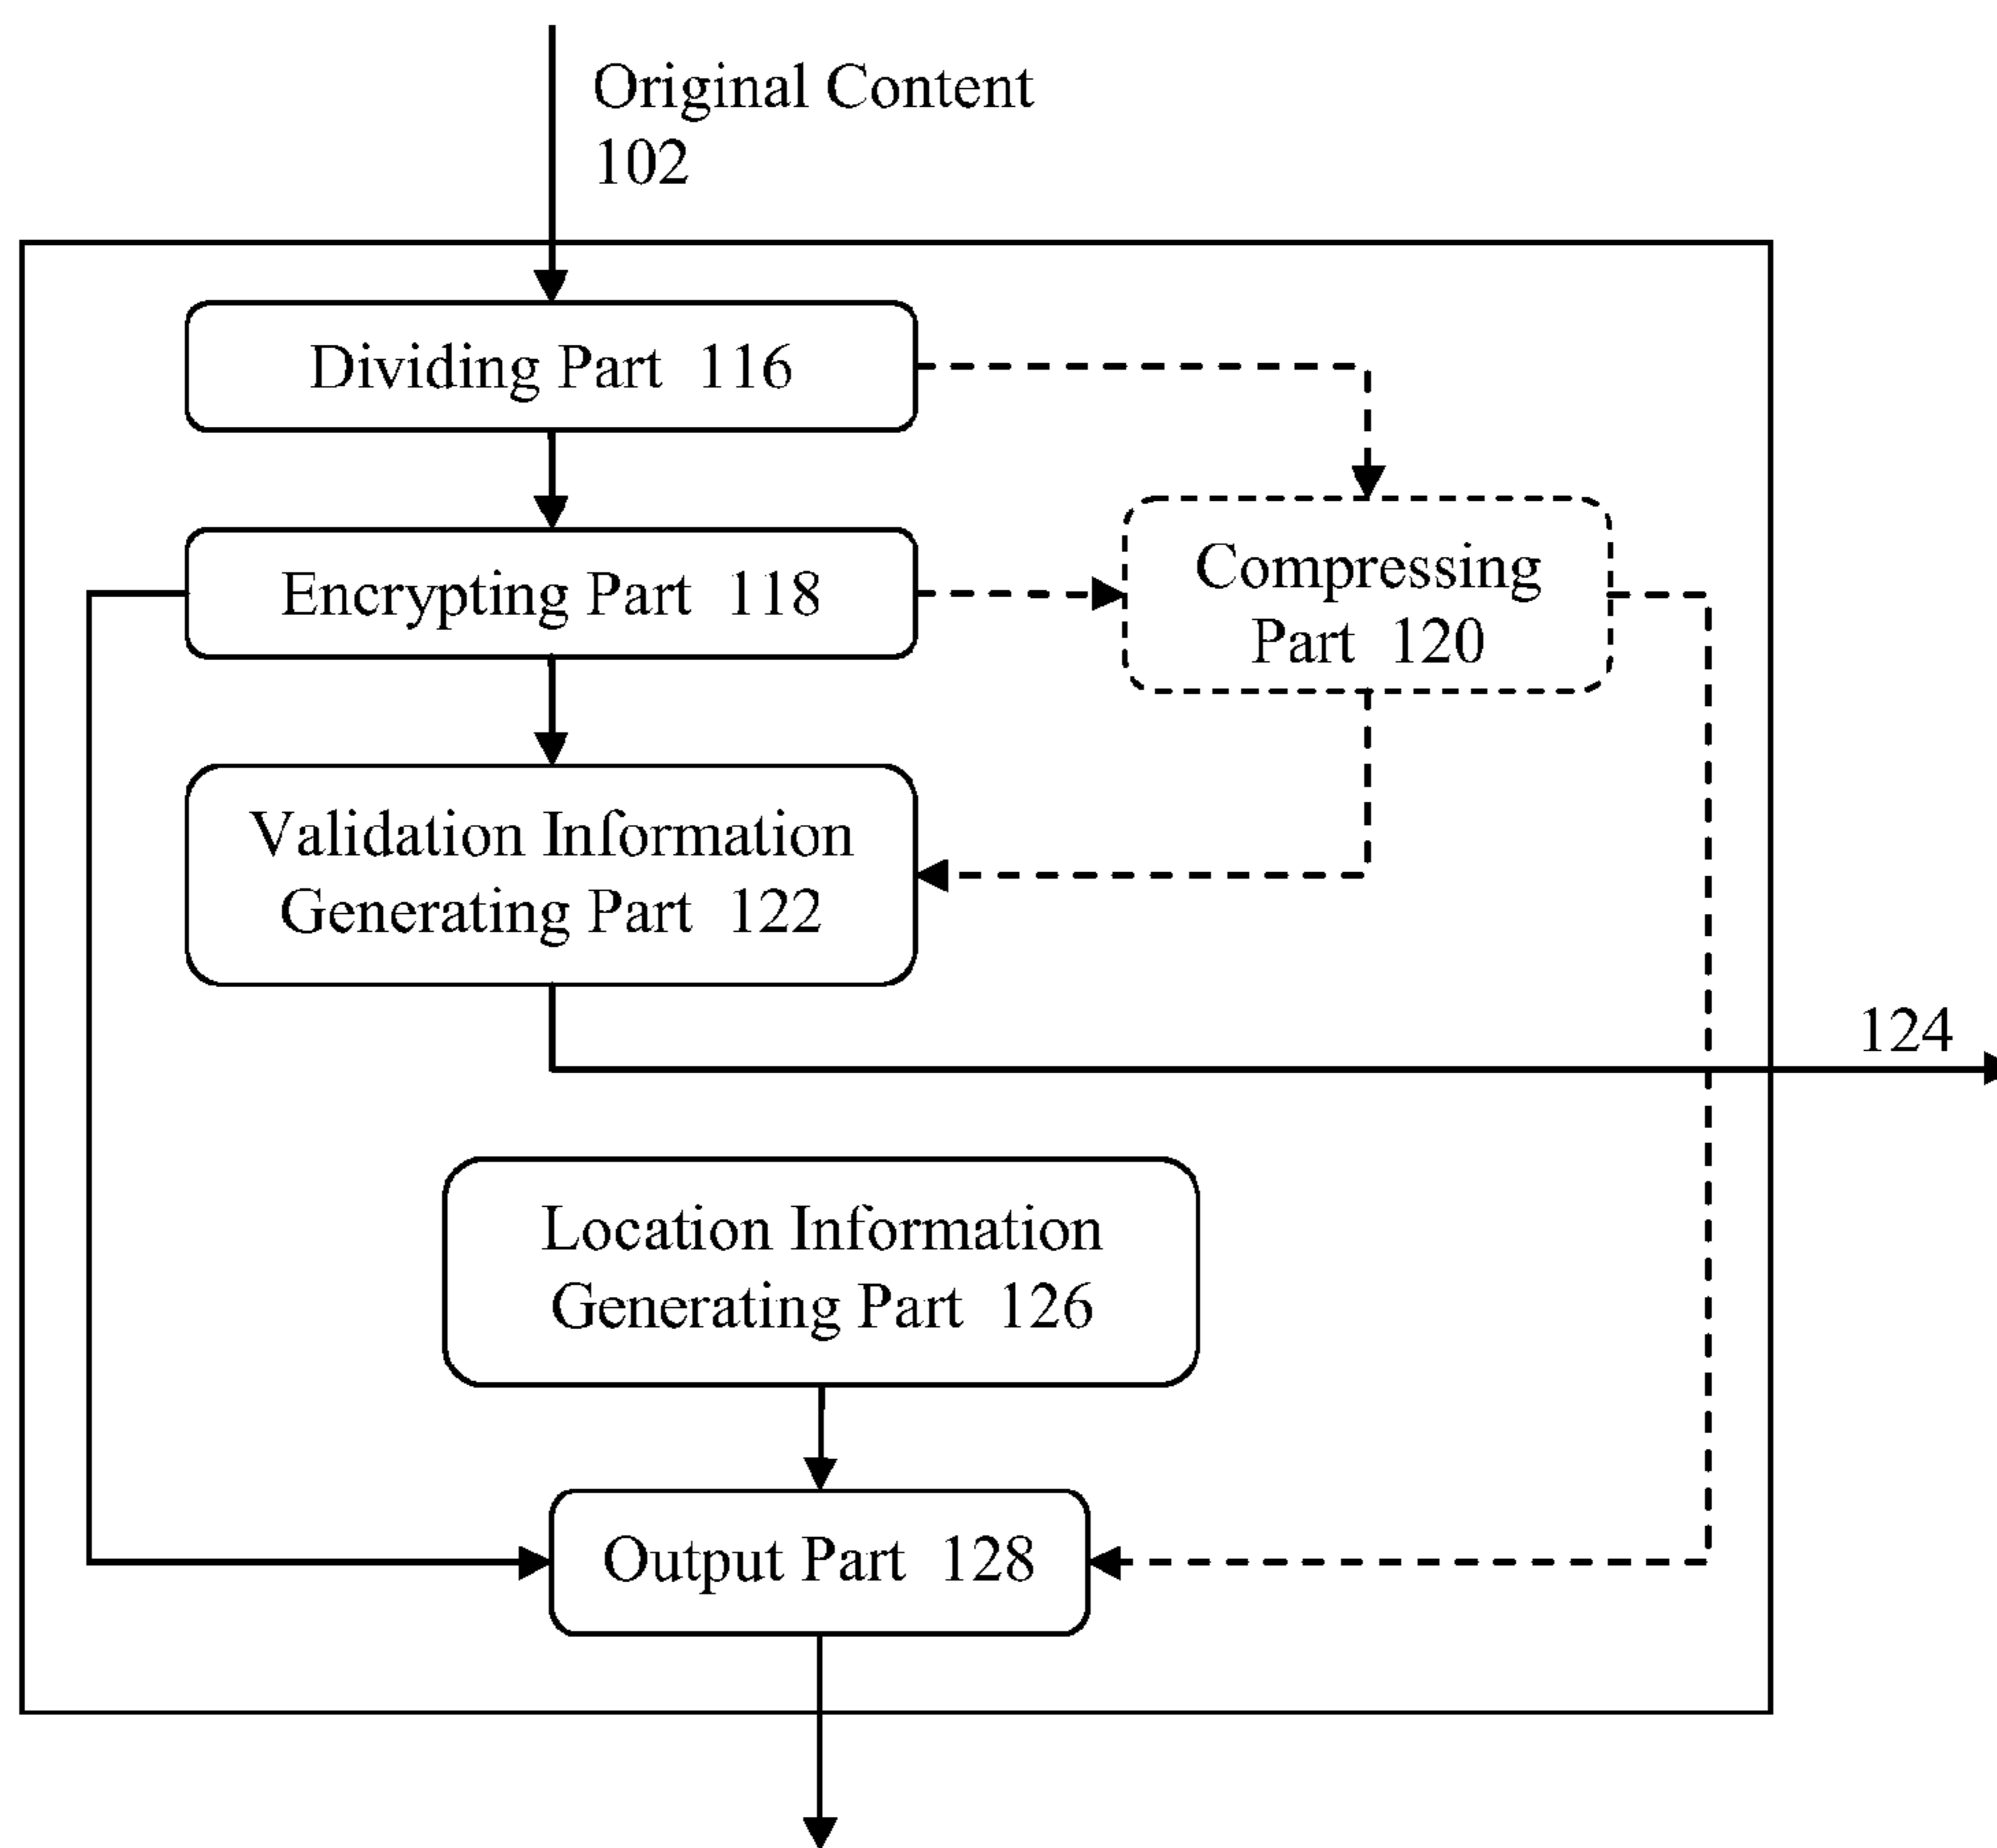 Original Content
102
Dividing Part 116
Encrypting Part 118
Compressing
Part 120
Validation Information
Generating Part 122
124
Location Information
Generating Part 126
Output Part 128